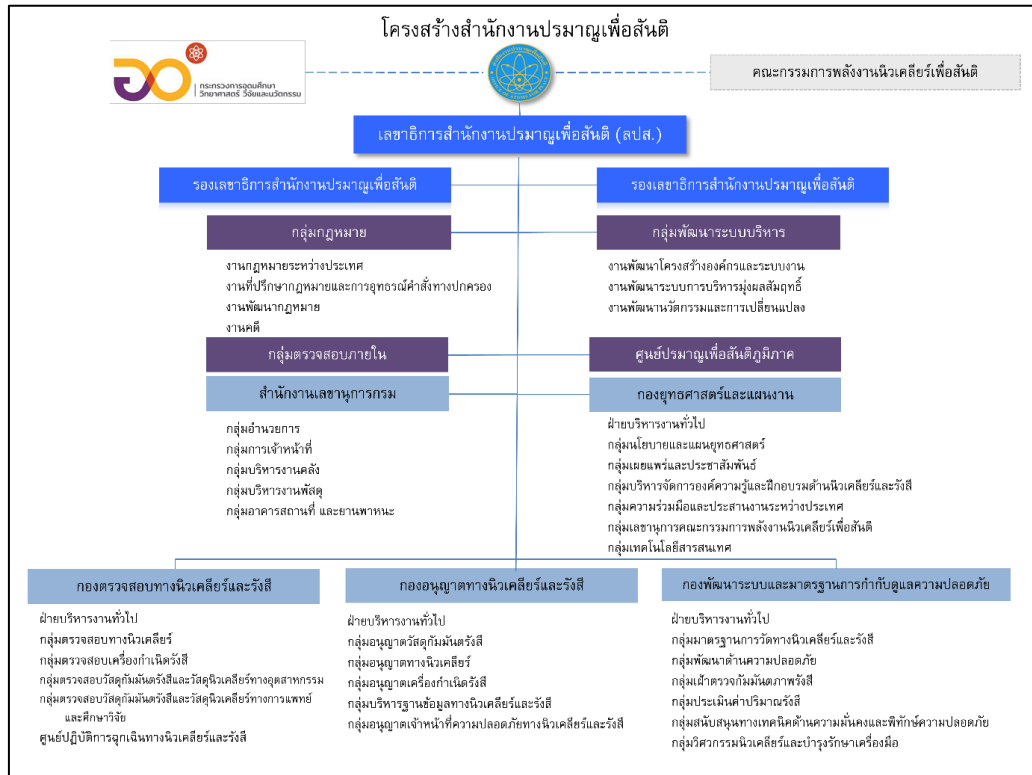 โครงสร้างสำนักงานปรมาณูเพื่อสันติ
กระทรวงการอุดมศึกษา
วิทยาศาสตร์ วิจัยและนวัตกรรม
คณะกรรมการพลังงานนิวเคลียร์เพื่อสันติ
เลขาธิการสำนักงานปรมาณูเพื่อสันติ (ลปส.)
รองเลขาธิการสำนักงานปรมาณูเพื่อสันติ
รองเลขาธิการสำนักงานปรมาณูเพื่อสันติ
กลุ่มกฎหมาย
งานกฎหมายระหว่างประเทศ
งานที่ปรึกษากฎหมายและการอุทธรณ์คำสั่งทางปกครอง
งานพัฒนากฎหมาย
งานคดี
กลุ่มพัฒนาระบบบริหาร
งานพัฒนาโครงสร้างองค์กรและระบบงาน
งานพัฒนาระบบการบริหารมุ่งผลสัมฤทธิ์
งานพัฒนานวัตกรรมและการเปลี่ยนแปลง
กลุ่มตรวจสอบภายใน
ศูนย์ปรมาณูเพื่อสันติภูมิภาค
สำนักงานเลขานุการกรม
กลุ่มอำนวยการ
กลุ่มการเจ้าหน้าที่
กลุ่มบริหารงานคลัง
กลุ่มบริหารงานพัสดุ
กลุ่มอาคารสถานที่ และยานพาหนะ
กองยุทธศาสตร์และแผนงาน
ฝ่ายบริหารงานทั่วไป
กลุ่มนโยบายและแผนยุทธศาสตร์
กลุ่มเผยแพร่และประชาสัมพันธ์
กลุ่มบริหารจัดการองค์ความรู้และฝึกอบรมด้านนิวเคลียร์และรังสี
กลุ่มความร่วมมือและประสานงานระหว่างประเทศ
กลุ่มเลขานุการคณะกรรมการพลังงานนิวเคลียร์เพื่อสันติ
กลุ่มเทคโนโลยีสารสนเทศ
กองตรวจสอบทางนิวเคลียร์และรังสี
ฝ่ายบริหารงานทั่วไป
กลุ่มตรวจสอบทางนิวเคลียร์
กลุ่มตรวจสอบเครื่องกำเนิดรังสี
กลุ่มตรวจสอบวัสดุกัมมันตรังสีและวัสดุนิวเคลียร์ทางอุตสาหกรรม
กลุ่มตรวจสอบวัสดุกัมมันตรังสีและวัสดุนิวเคลียร์ทางการแพทย์
และศึกษาวิจัย
ศูนย์ปฏิบัติการฉุกเฉินทางนิวเคลียร์และรังสี
กองอนุญาตทางนิวเคลียร์และรังสี
ฝ่ายบริหารงานทั่วไป
กลุ่มอนุญาตวัสดุกัมมันตรังสี
กลุ่มอนุญาตทางนิวเคลียร์
กลุ่มอนุญาตเครื่องกำเนิดรังสี
กลุ่มบริหารฐานข้อมูลทางนิวเคลียร์และรังสี
กลุ่มอนุญาตเจ้าหน้าที่ความปลอดภัยทางนิวเคลียร์และรังสี
กองพัฒนาระบบและมาตรฐานการกำกับดูแลความปลอดภัย
ฝ่ายบริหารงานทั่วไป
กลุ่มมาตรฐานการวัดทางนิวเคลียร์และรังสี
กลุ่มพัฒนาด้านความปลอดภัย
กลุ่มเฝ้าตรวจกัมมันตภาพรังสี
กลุ่มประเมินค่าปริมาณรังสี
กลุ่มสนับสนุนทางเทคนิคด้านความมั่นคงและพิทักษ์ความปลอดภัย
กลุ่มวิศวกรรมนิวเคลียร์และบำรุงรักษาเครื่องมือ